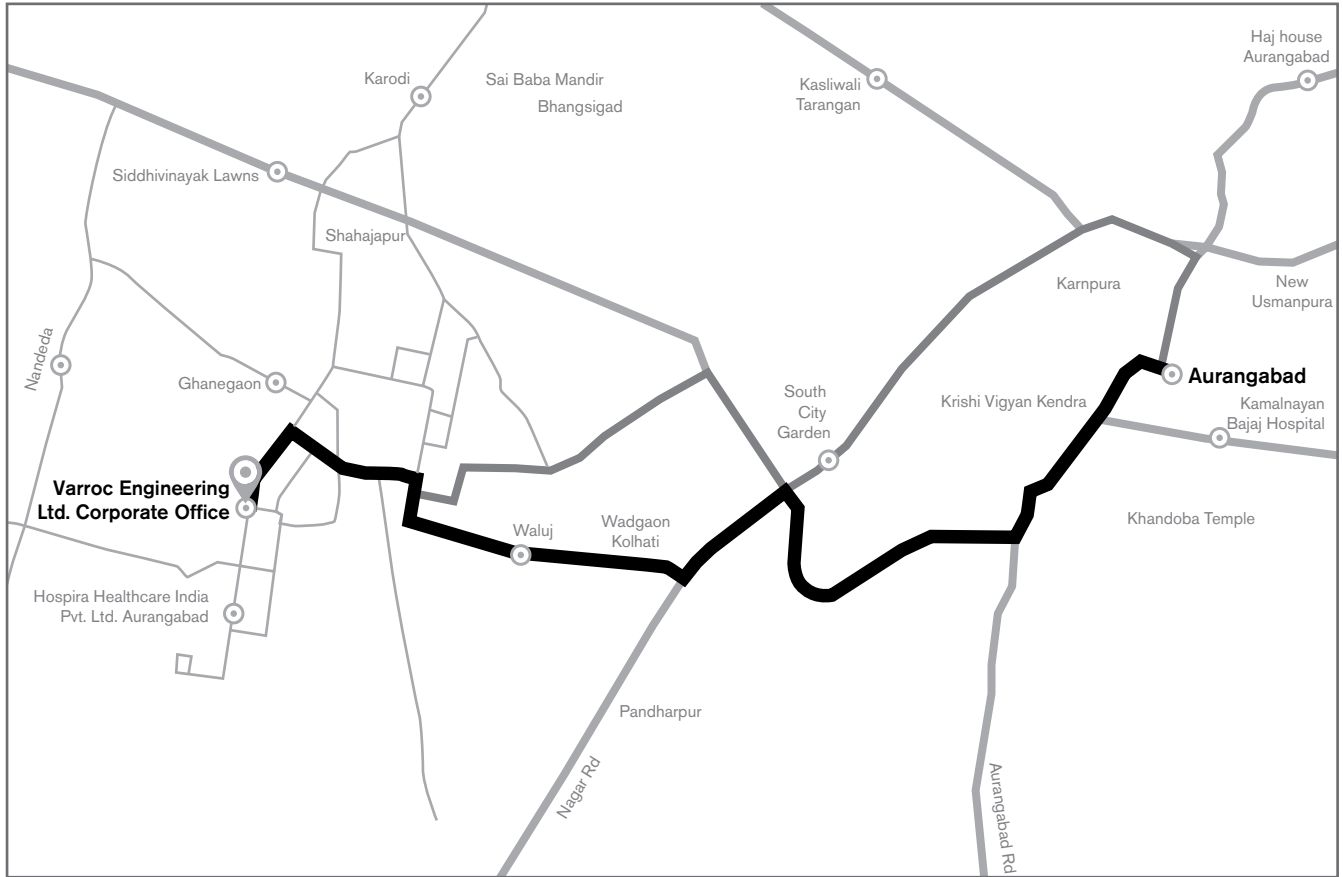 Haj house
Aurangabad
Karodi
Sai Baba Mandir
Bhangsigad
Kasliwali
Tarangan
Siddhivinayak Lawns
Shahajapur
Karnpura
New
Usmanpura
Nandeda
Ghanegaon
South
City
Garden
Krishi Vigyan Kendra
Aurangabad
Kamalnayan
Bajaj Hospital
Varroc Engineering
Ltd. Corporate Office
Waluj
Wadgaon
Kolhati
Khandoba Temple
Hospira Healthcare India
Pvt. Ltd. Aurangabad
Pandharpur
Nagar Rd
Aurangabad Rd